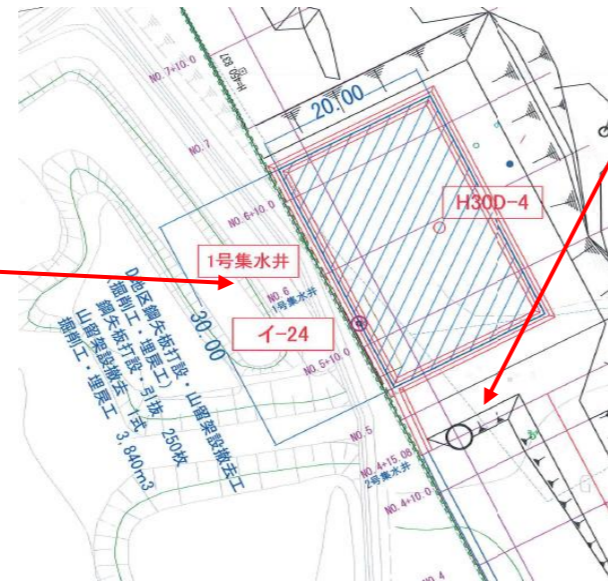 NO.7+10.0
H=459.837
NO.7
20.00
H30D-4
NO.6+10.0
1号集水井
NO.6
1号集水井
イ-24
30.00
NO.5+10.0
D地区鋼矢板打設・山留架設撤去工
(掘削工・埋戻工)
鋼矢板打設・引抜 250枚
山留架設撤去 1式
掘削工・埋戻工 3,840m3
NO.5
NO.4+15.08
2号集水井
NO.4+10.0
NO.4